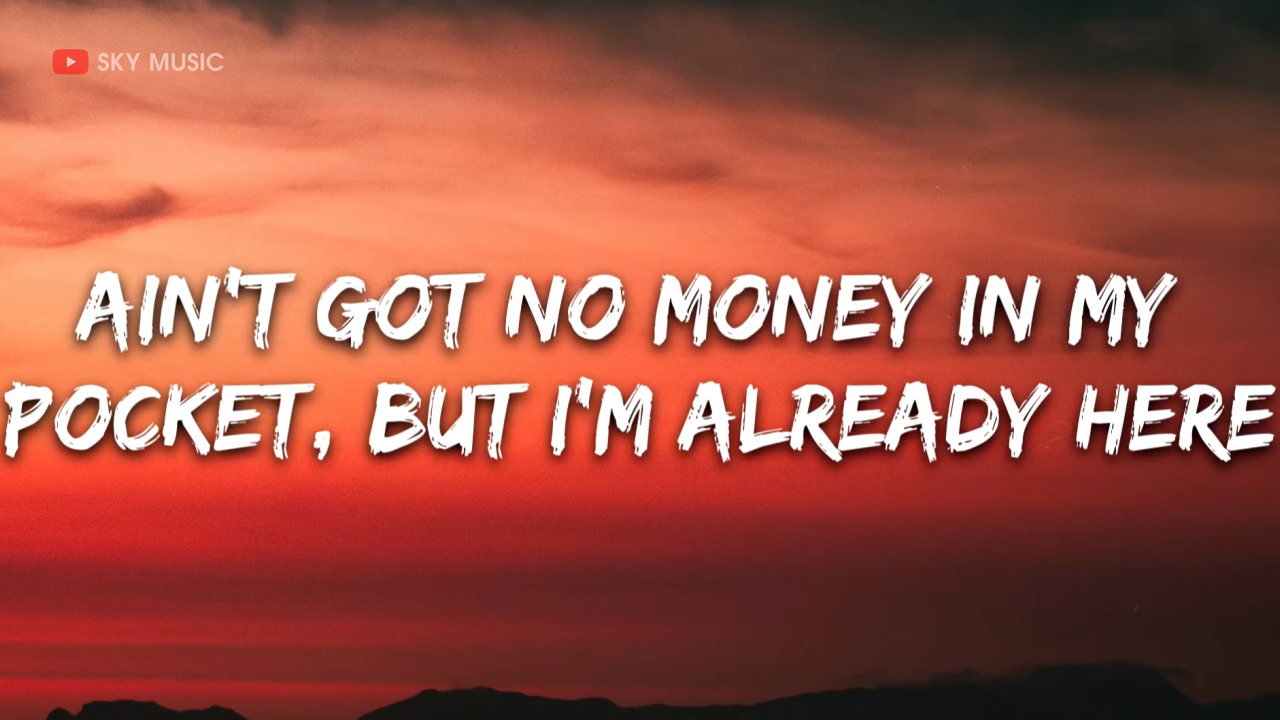 SKY MUSIC
AIN'T GOT NO MONEY IN MY
POCKET, BUT I'M ALREADY HERE